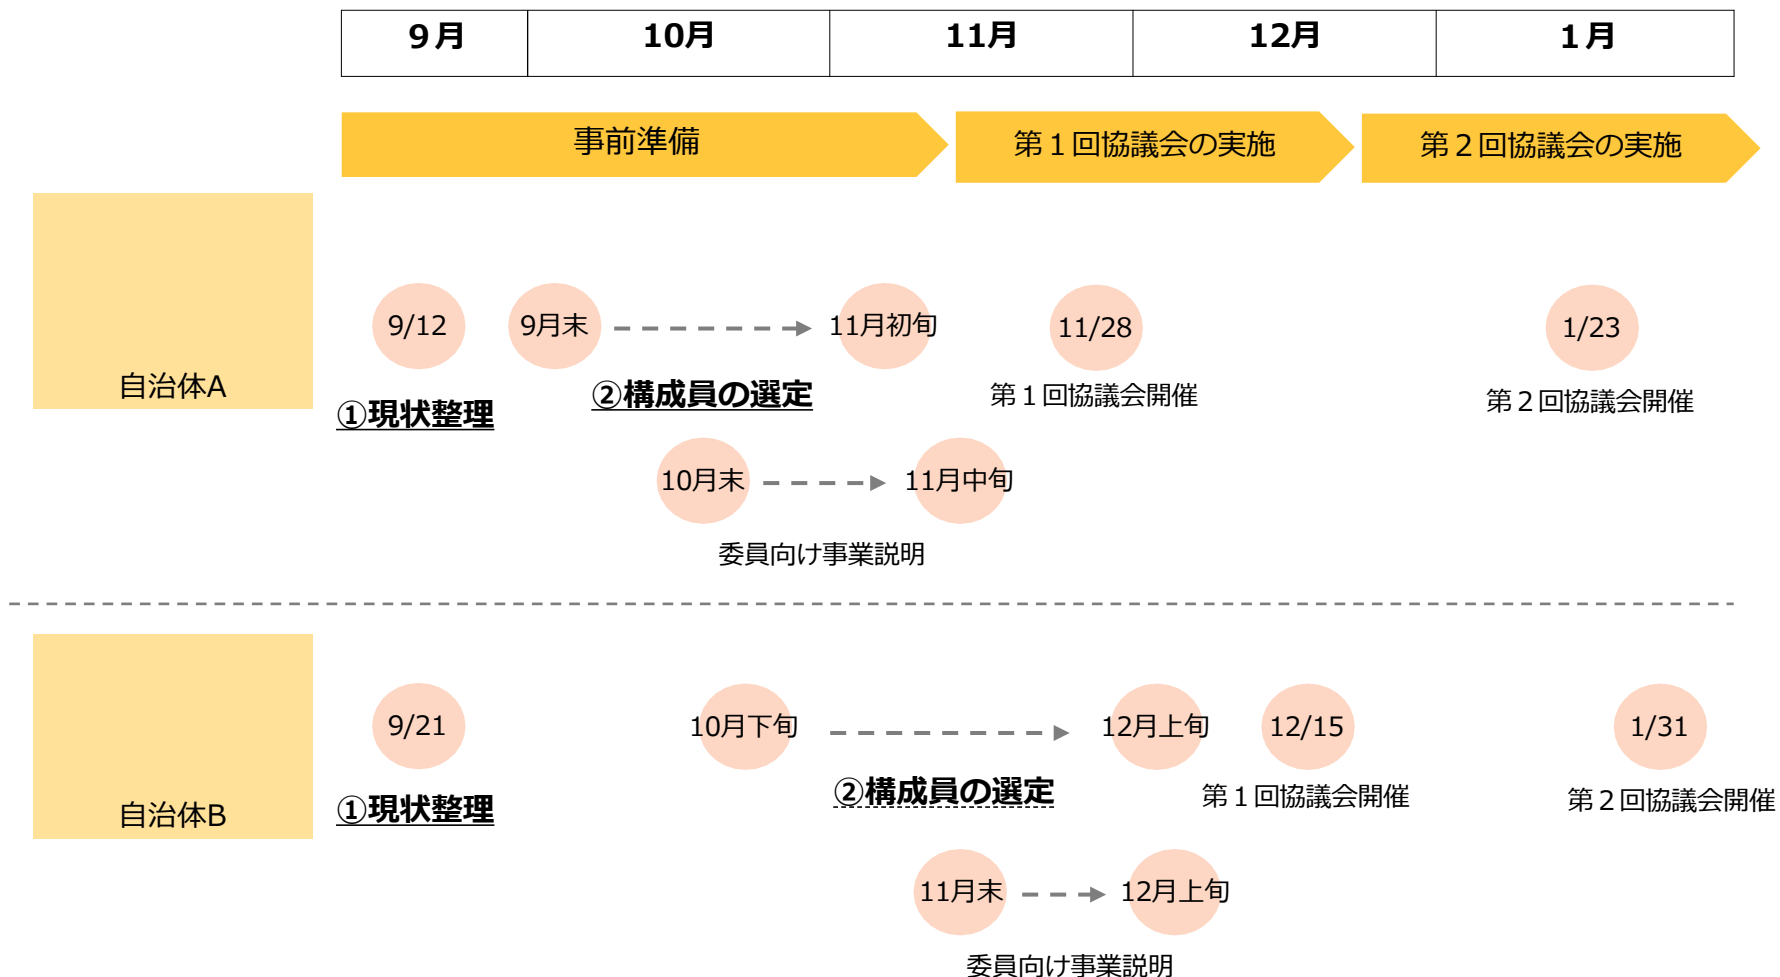 ９月
10月
11月
12月
１月
事前準備
第１回協議会の実施
第２回協議会の実施
自治体A
9/12
9月末
11月初旬
11/28
1/23
①現状整理
②構成員の選定
第１回協議会開催
第２回協議会開催
10月末
11月中旬
委員向け事業説明
自治体B
9/21
10月下旬
12月上旬
12/15
1/31
①現状整理
②構成員の選定
第１回協議会開催
第２回協議会開催
11月末
12月上旬
委員向け事業説明